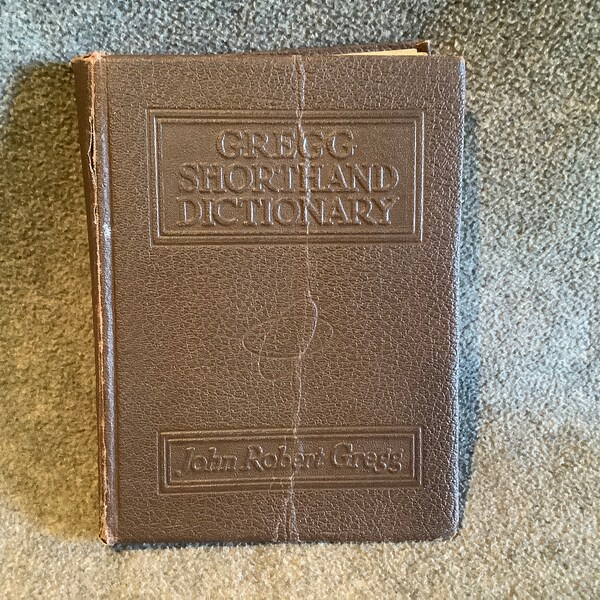 GREGG
SHORTHAND
DICTIONARY
John Robert Gregg